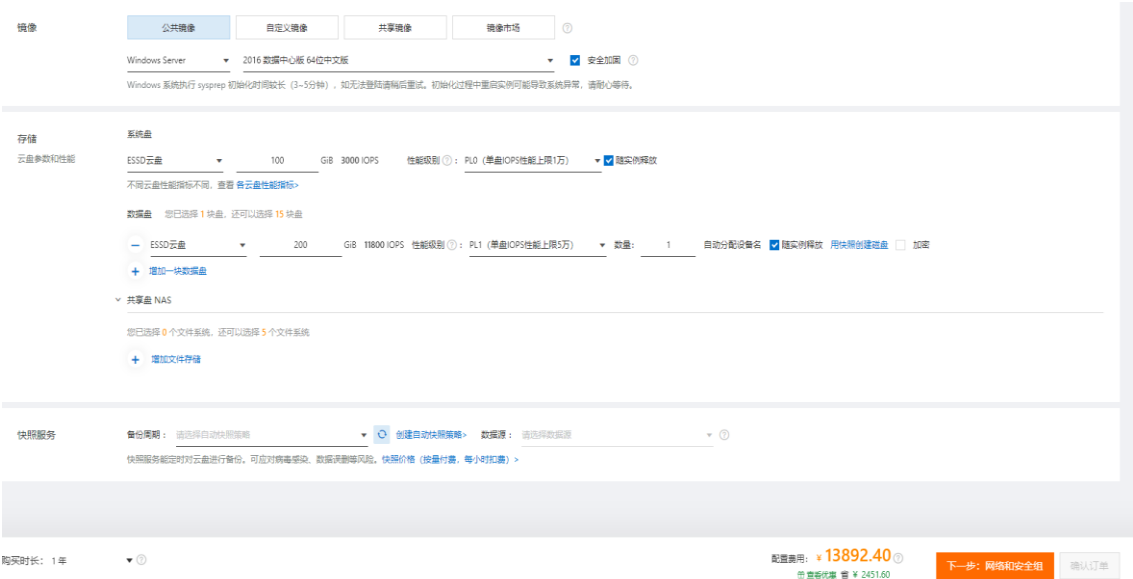 镜像 公共镜像 自定义镜像 共享镜像 镜像市场
Windows Server 2016 数据中心版 64位中文版 安全加固
Windows 系统执行 sysprep 初始化时间较长（3~5分钟），如无法登陆请稍后重试。初始化过程中重启实例可能导致系统异常，请耐心等待。
存储 系统盘
云盘参数和性能 ESSD云盘 100 GiB 3000 IOPS 性能级别 ： PL0（单盘IOPS性能上限1万） 随实例释放
不同云盘性能指标不同，查看 各云盘性能指标>
数据盘 您已选择 1 块盘，还可以选择 15 块盘
ESSD云盘 200 GiB 11800 IOPS 性能级别 ： PL1（单盘IOPS性能上限5万） 数量： 1 自动分配设备名 随实例释放 用快照创建磁盘 加密
+ 增加一块数据盘
共享盘 NAS
您已选择 0 个文件系统，还可以选择 5 个文件系统
+ 增加文件存储
快照服务 备份周期： 请选择自动快照策略 创建自动快照策略> 数据源： 请选择数据源
快照服务能定时对云盘进行备份。可应对病毒感染、数据误删等风险。快照价格（按量付费，每小时扣费）>
购买时长： 1 年 配置费用： ¥ 13892.40 下一步：网络和安全组 确认订单
查看优惠 省 ¥ 2451.60